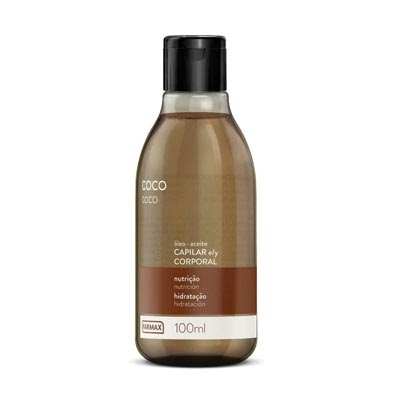 COCO
COCO
óleo - aceite
CAPILAR e/y
CORPORAL
nutrição
nutrición
hidratação
hidratación
FARMAX
100ml